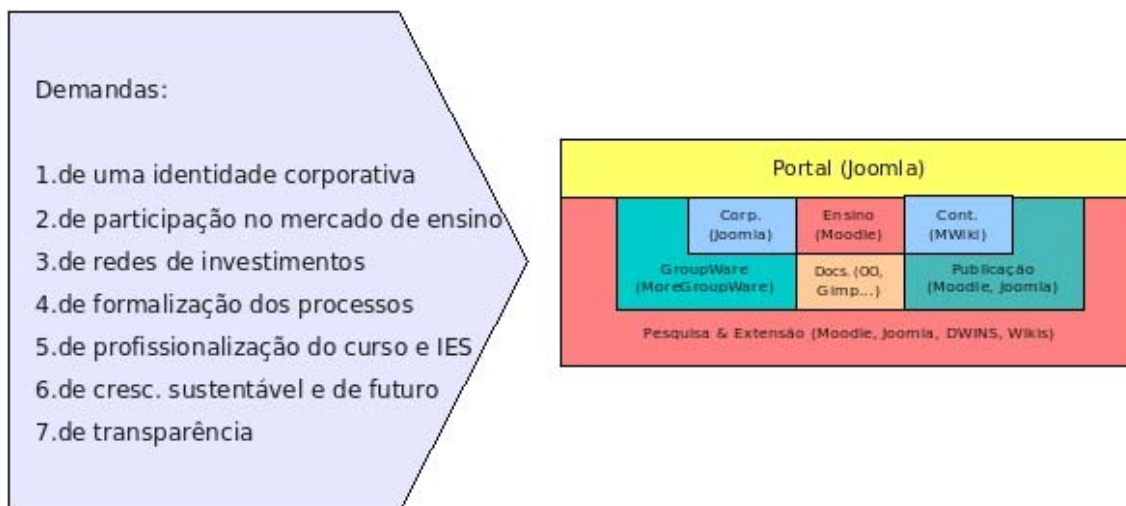 Demandas:
1.de uma identidade corporativa
2.de participação no mercado de ensino
3.de redes de investimentos
4.de formalização dos processos
5.de profissionalização do curso e IES
6.de cresc. sustentável e de futuro
7.de transparência
Portal (Joomla)
Corp.
(Joomla)
Ensino
(Moodle)
Cont.
(MWiki)
GroupWare
(MoreGroupWare)
Docs. (OO,
Gimp...)
Publicação
(Moodle, Joomla)
Pesquisa & Extensão (Moodle, Joomla, DWINS, Wikis)